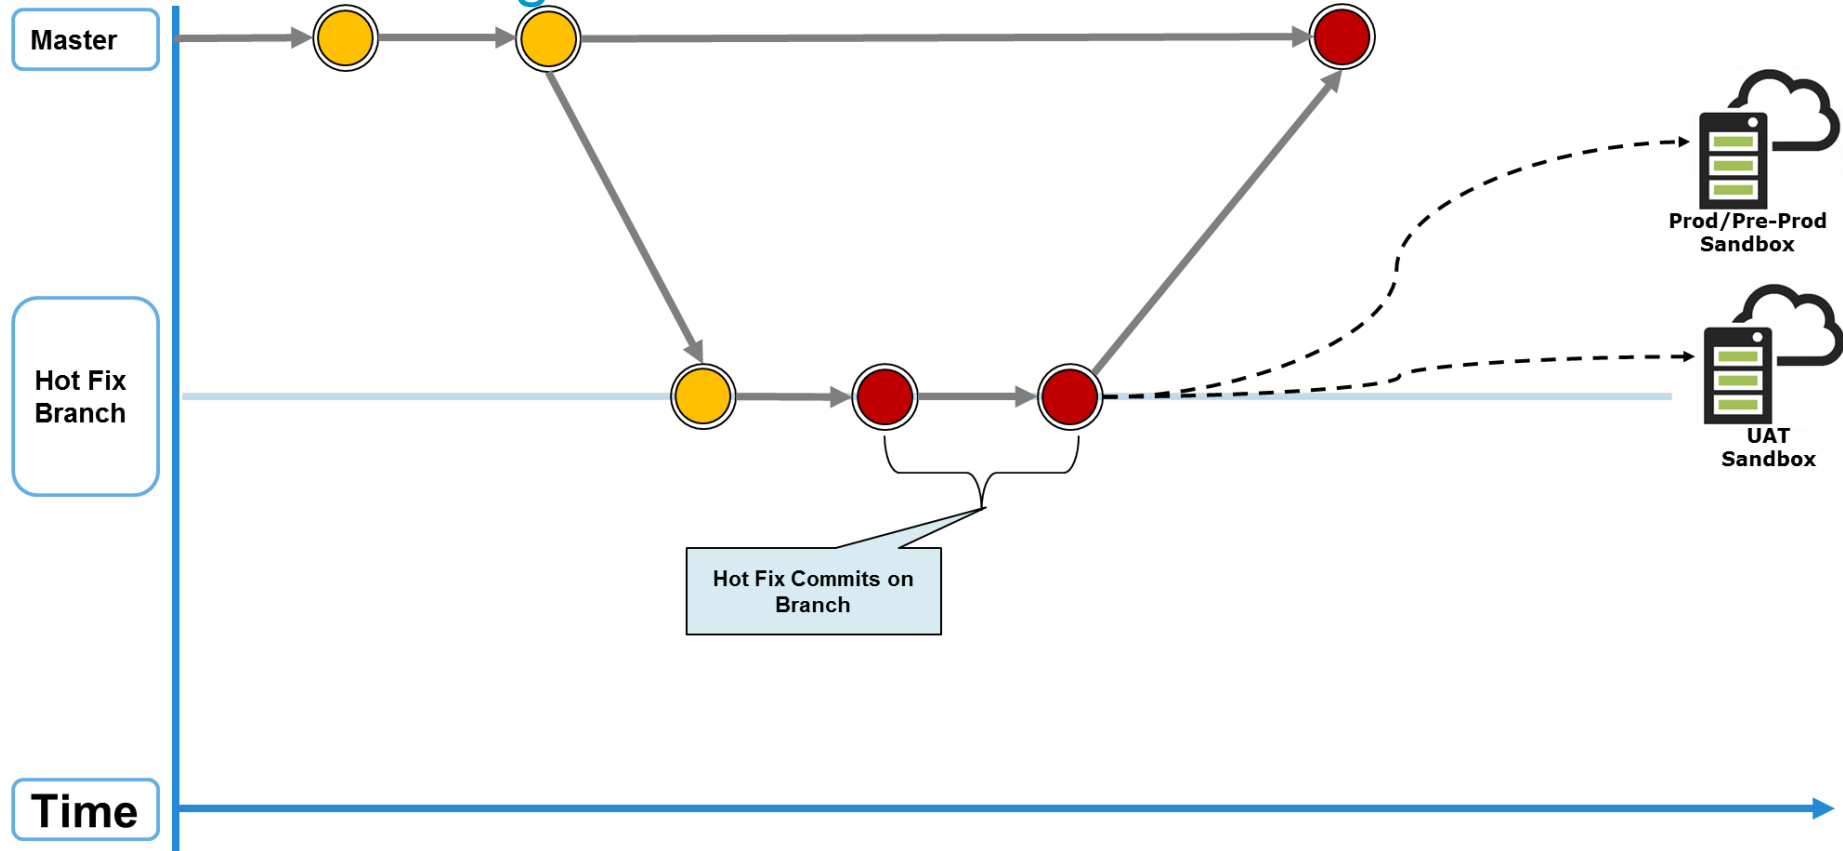 Master
Prod/Pre-Prod
Sandbox
Hot Fix
Branch
UAT
Sandbox
Hot Fix Commits on
Branch
Time